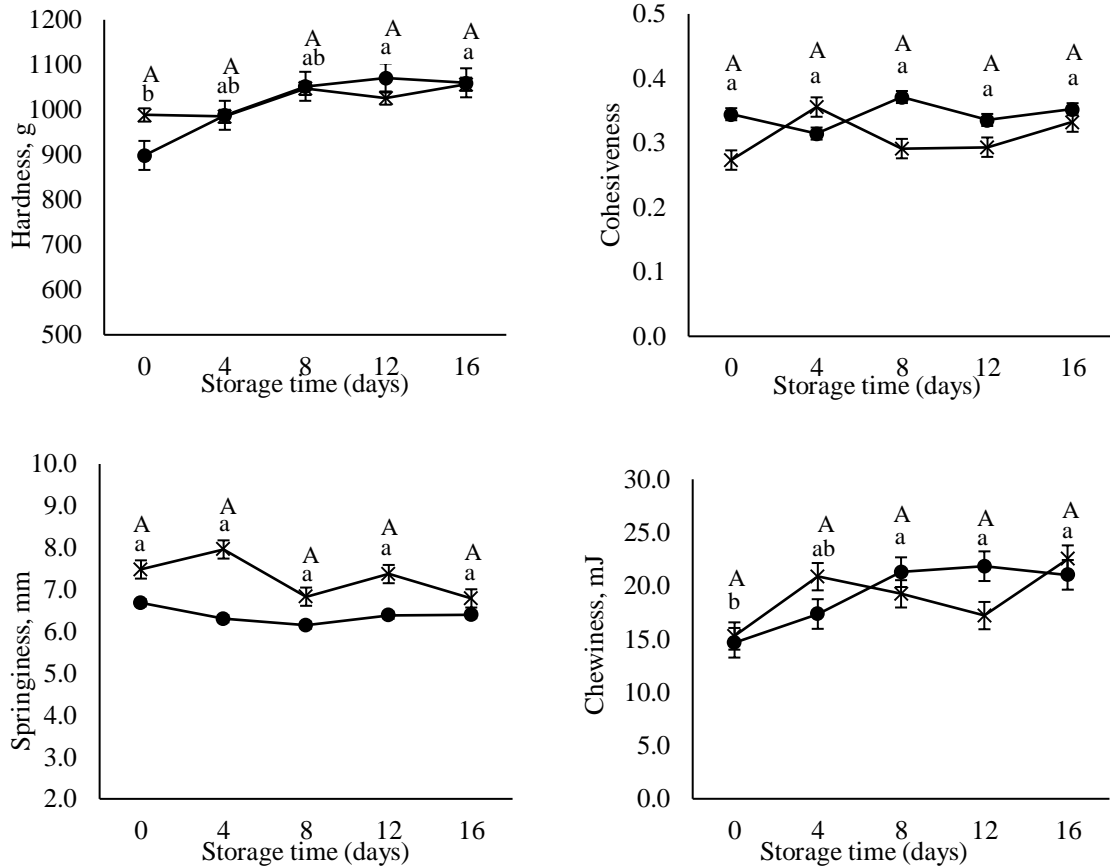 Hardness, g
1200
1100
1000
900
800
700
600
500
A
b
A
ab
A
ab
A
a
A
a
0 4 8 12 16
Storage time (days)
Cohesiveness
0.5
0.4
0.3
0.2
0.1
0.0
A
a
A
a
A
a
A
a
A
a
0 4 8 12 16
Storage time (days)
Springiness, mm
10.0
9.0
8.0
7.0
6.0
5.0
4.0
3.0
2.0
A
a
A
a
A
a
A
a
A
a
0 4 8 12 16
Storage time (days)
Chewiness, mJ
30.0
25.0
20.0
15.0
10.0
5.0
0.0
A
b
A
ab
A
a
A
a
A
a
0 4 8 12 16
Storage time (days)